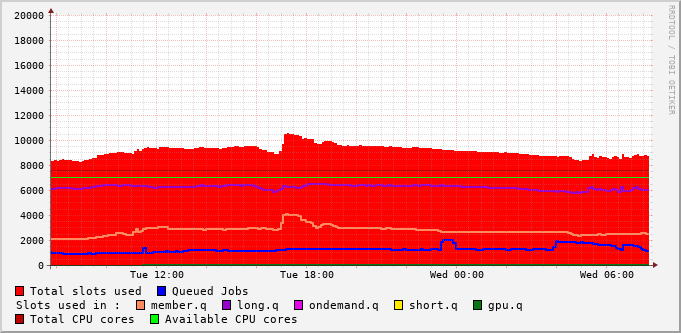 20000
18000
16000
14000
12000
10000
8000
6000
4000
2000
0
Tue 12:00 Tue 18:00 Wed 00:00 Wed 06:00
RRDTOOL / TOBI OETIKER
Total slots used Queued Jobs
Slots used in : member.q long.q ondemand.q short.q gpu.q
Total CPU cores Available CPU cores